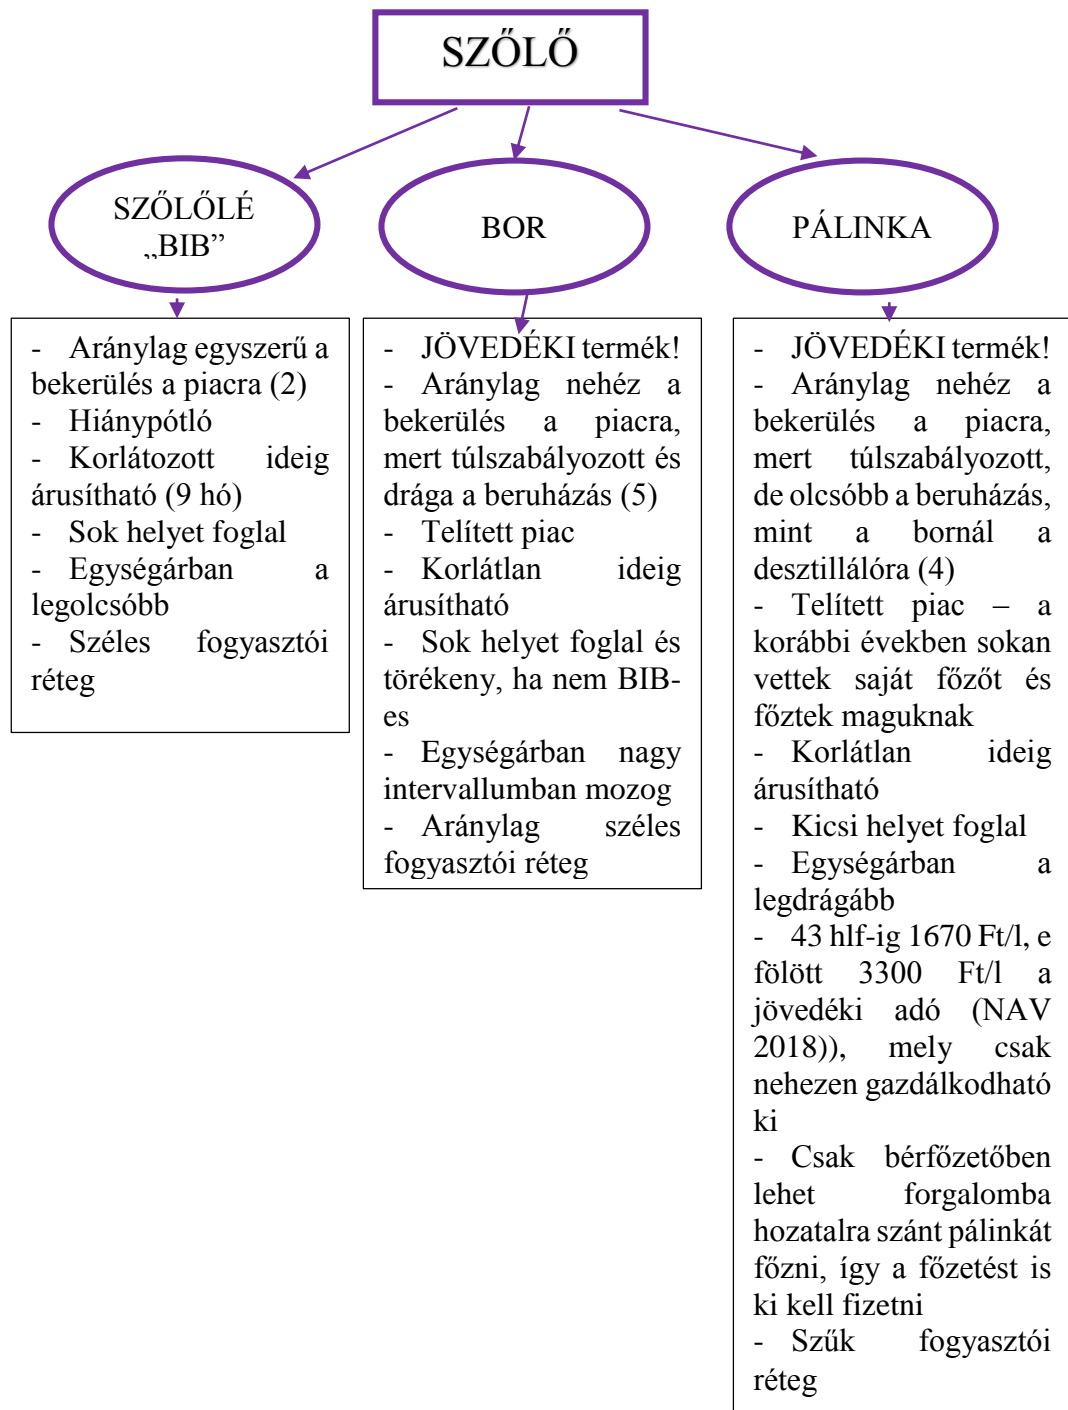 SZŐLŐ
SZŐLŐLÉ
„BIB”
BOR
PÁLINKA
- Aránylag egyszerű a
bekerülés a piacra (2)
- Hiánypótló
- Korlátozott ideig
árusítható (9 hó)
- Sok helyet foglal
- Egységárban a
legolcsóbb
- Széles fogyasztói
réteg
- JÖVEDÉKI termék!
- Aránylag nehéz a
bekerülés a piacra,
mert túlszabályozott és
drága a beruházás (5)
- Telített piac
- Korlátlan ideig
árusítható
- Sok helyet foglal és
törékeny, ha nem BIB-
es
- Egységárban nagy
intervallumban mozog
- Aránylag széles
fogyasztói réteg
- JÖVEDÉKI termék!
- Aránylag nehéz a
bekerülés a piacra,
mert túlszabályozott,
de olcsóbb a beruházás,
mint a bornál a
desztillálóra (4)
- Telített piac – a
korábbi években sokan
vettek saját főzőt és
főztek maguknak
- Korlátlan ideig
árusítható
- Kicsi helyet foglal
- Egységárban a
legdrágább
- 43 hlf-ig 1670 Ft/l, e
fölött 3300 Ft/l a
jövedéki adó (NAV
2018)), mely csak
nehezen gazdálkodható
ki
- Csak bérfőzetőben
lehet forgalomba
hozatalra szánt pálinkát
főzni, így a főzetést is
ki kell fizetni
- Szűk fogyasztói
réteg